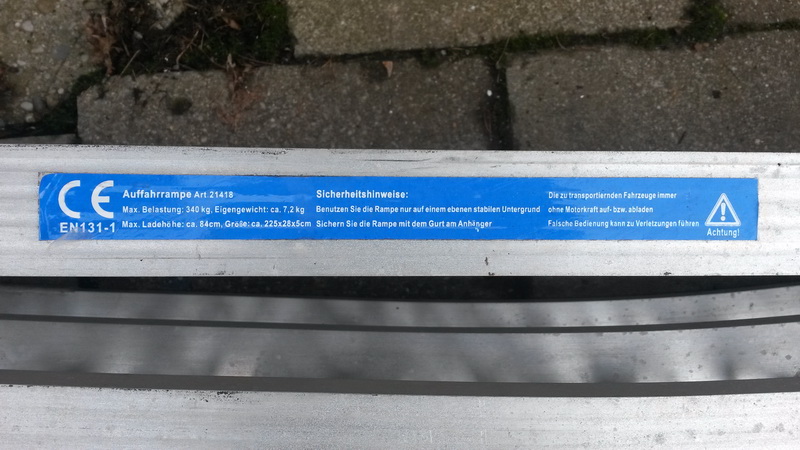 CE
EN131-1
Auffahrrampe Art. 21418
Max. Belastung: 340 kg, Eigengewicht: ca. 7,2 kg
Max. Ladehöhe: ca. 84cm, Größe: ca. 225x28x5cm
Sicherheitshinweise:
Benutzen Sie die Rampe nur auf einem ebenen stabilen Untergrund
Sichern Sie die Rampe mit dem Gurt am Anhänger
Die zu transportiernden Fahrzeuge immer
ohne Motorkraft auf- bzw. abladen
Falsche Bedienung kann zu Verletzungen führen
!
Achtung!